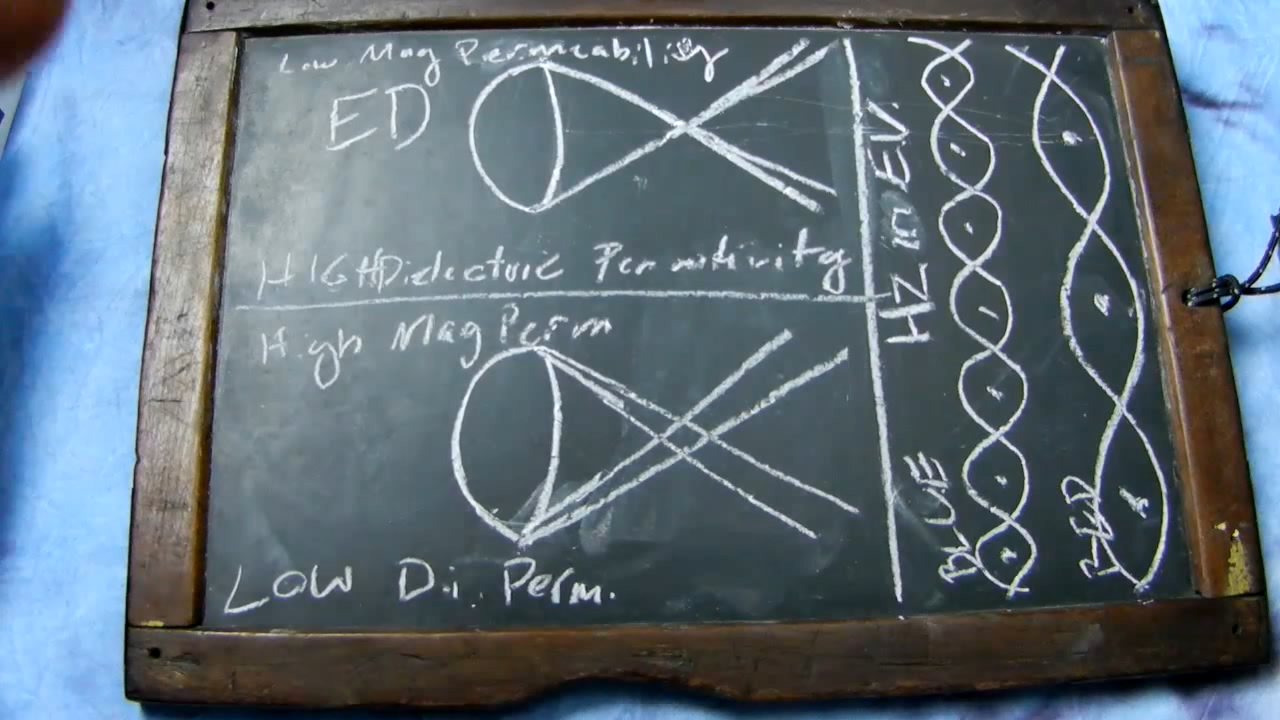 Low Mag Permeability
ED
HIGH Dielectric Permitivity
High Mag Perm
Low Di. Perm.
HZ in EV.
BLUE
RED